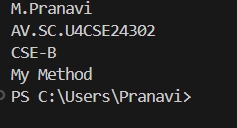 M.Pranavi
AV.SC.U4CSE24302
CSE-B
My Method
PS C:\Users\Pranavi>